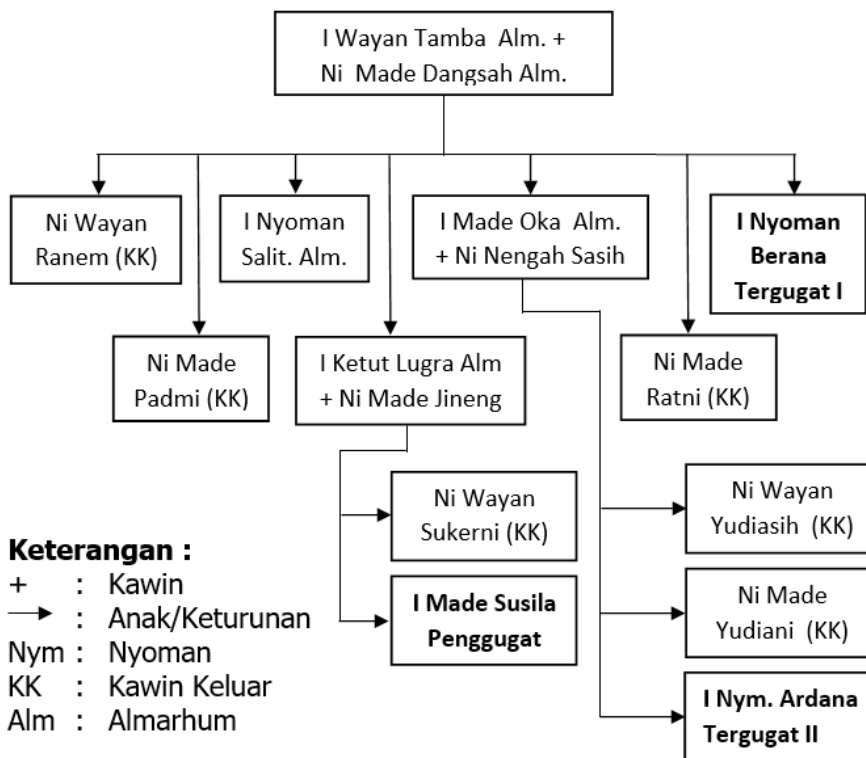 I Wayan Tamba Alm. +
Ni Made Dangsah Alm.
Ni Wayan
Ranem (KK)
I Nyoman
Salit. Alm.
I Made Oka Alm.
+ Ni Nengah Sasih
I Nyoman
Berana
Tergugat I
Ni Made
Padmi (KK)
I Ketut Lugra Alm
+ Ni Made Jineng
Ni Made
Ratni (KK)
Ni Wayan
Sukerni (KK)
Ni Wayan
Yudiasih (KK)
I Made Susila
Penggugat
Ni Made
Yudiani (KK)
I Nym. Ardana
Tergugat II
Keterangan :
+ : Kawin
→ : Anak/Keturunan
Nym : Nyoman
KK : Kawin Keluar
Alm : Almarhum